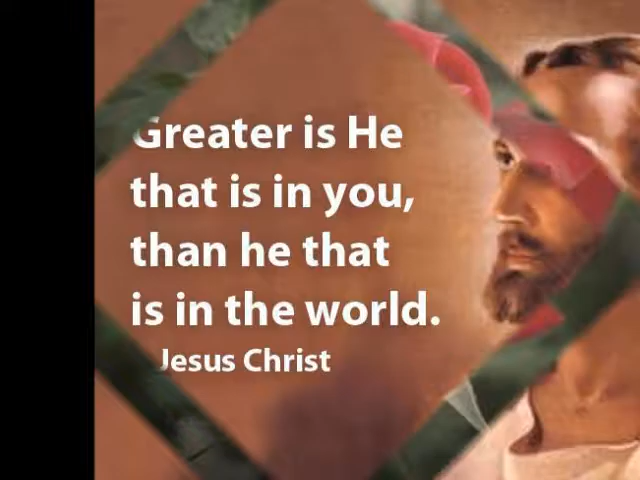 Greater is He
that is in you,
than he that
is in the world.
Jesus Christ